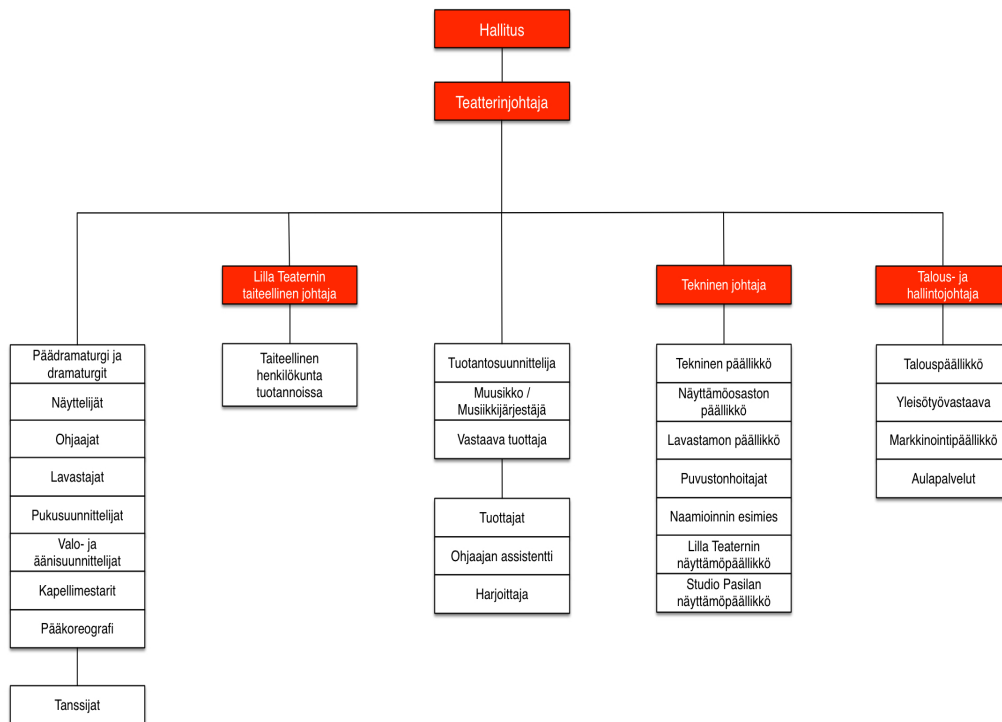 Hallitus
Teatterinjohtaja
Lilla Teaternin
taiteellinen johtaja
Tekninen johtaja
Talous- ja
hallintojohtaja
Päädramaturgi ja
dramaturgit
Näyttelijät
Ohjaajat
Lavastajat
Pukusuunnittelijat
Valo- ja
äänisuunnittelijat
Kapellimestarit
Pääkoreografi
Tanssijat
Taiteellinen
henkilökunta
tuotannoissa
Tuotantosuunnittelija
Muusikko /
Musiikkijärjestäjä
Vastaava tuottaja
Tuottajat
Ohjaajan assistentti
Harjoittaja
Tekninen päällikkö
Näyttämöosaston
päällikkö
Lavastamon päällikkö
Puvustonhoitajat
Naamioinnin esimies
Lilla Teaternin
näyttämöpäällikkö
Studio Pasilan
näyttämöpäällikkö
Talouspäällikkö
Yleisötyövastaava
Markkinointipäällikkö
Aulapalvelut